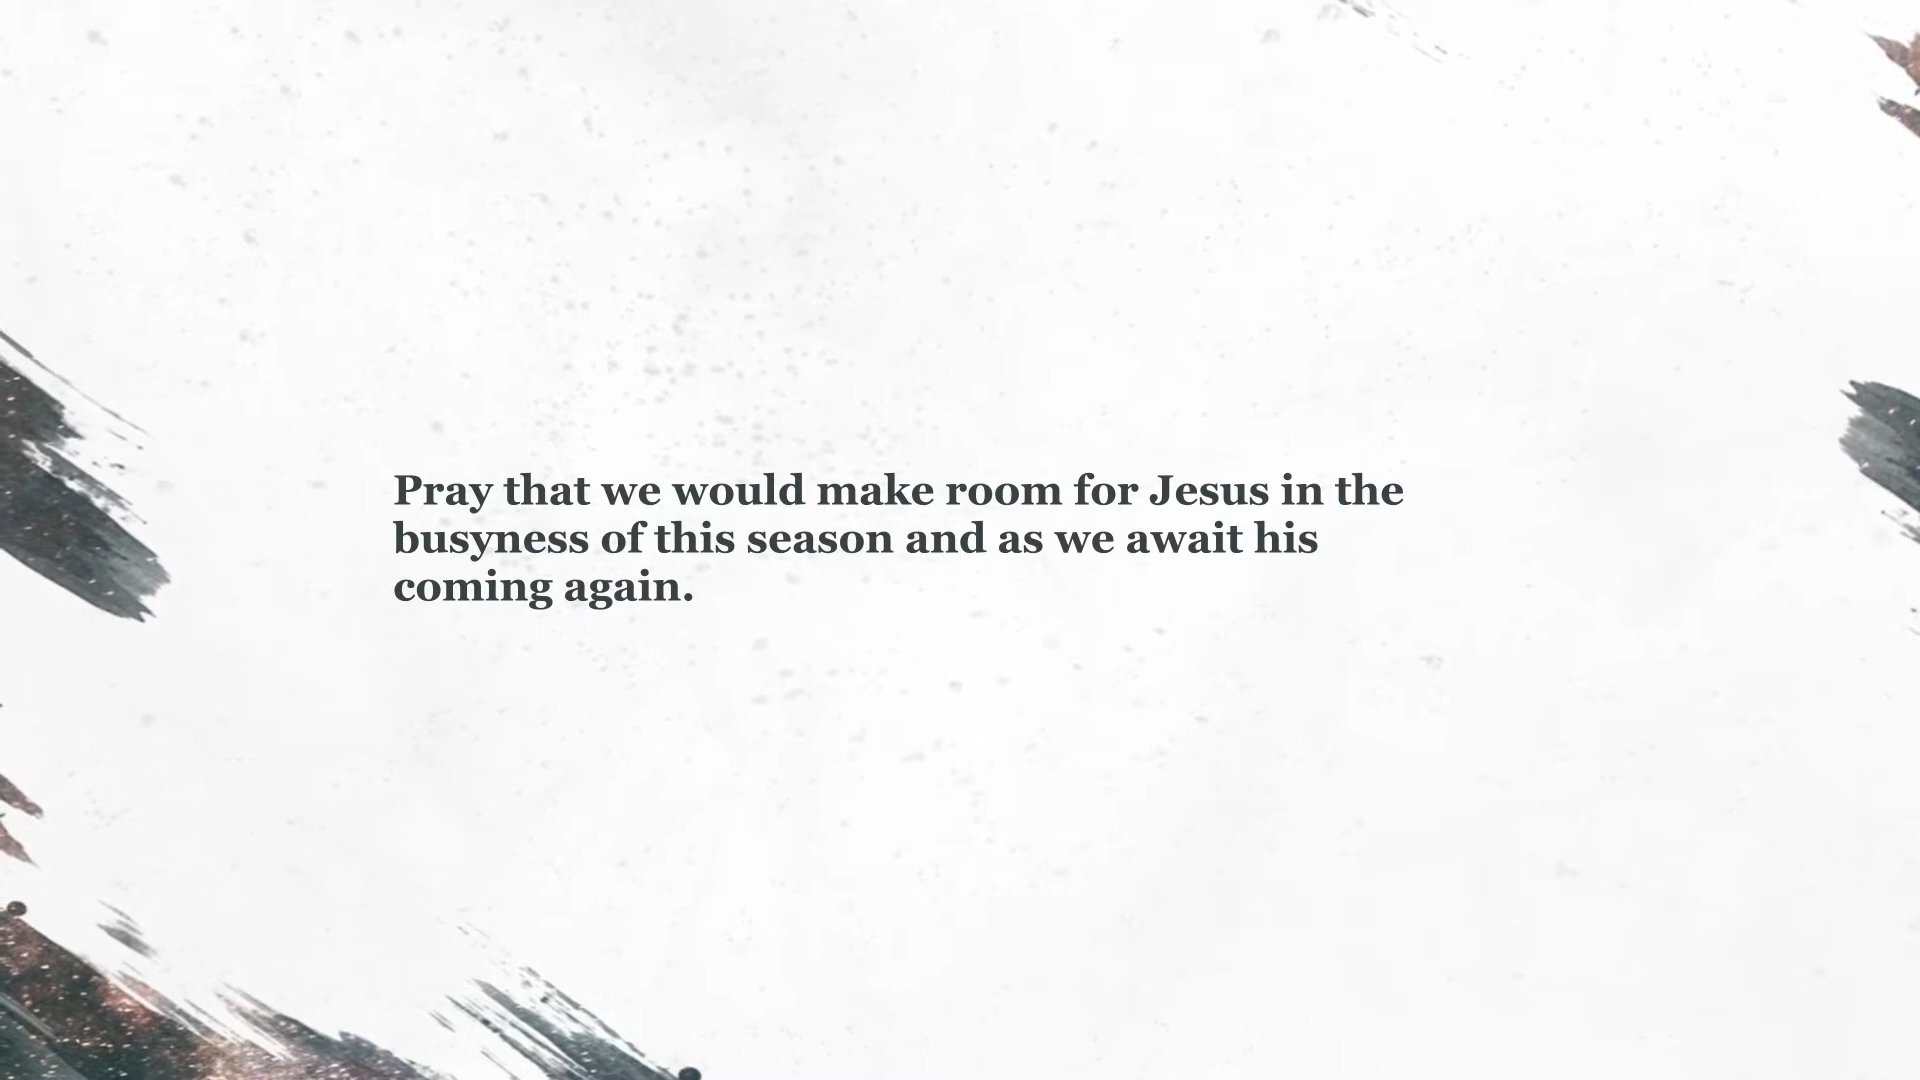 Pray that we would make room for Jesus in the
busyness of this season and as we await his
coming again.